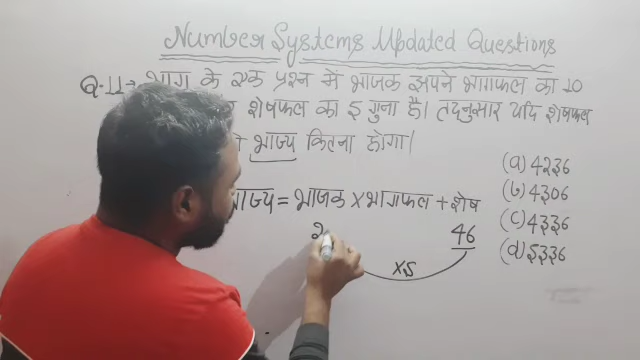 Number Systems Updated Questions
Q.11→ भाग के एक प्रश्न में भाजक अपने भागफल का 10
शेषफल का 5 गुना है। तदनुसार यदि शेषफल
भाज्य कितना होगा।
(a) 4236
(b) 4306
भाज्य = भाजक × भागफल + शेष
(c) 4336
46
(d) 5336
×5